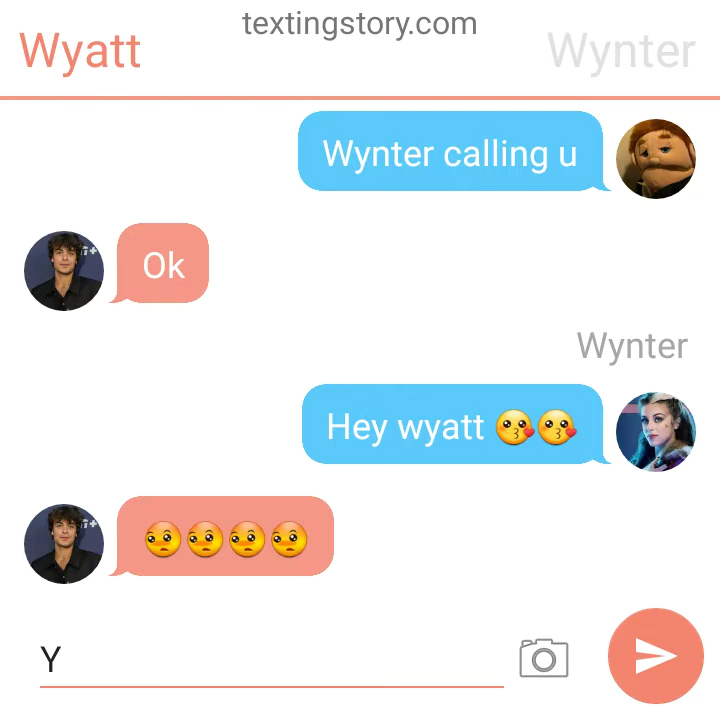 textingstory.com
Wyatt
Wynter
Wynter calling u
Ok
Wynter
Hey wyatt 😘😘
🤨🤨🤨🤨
Y